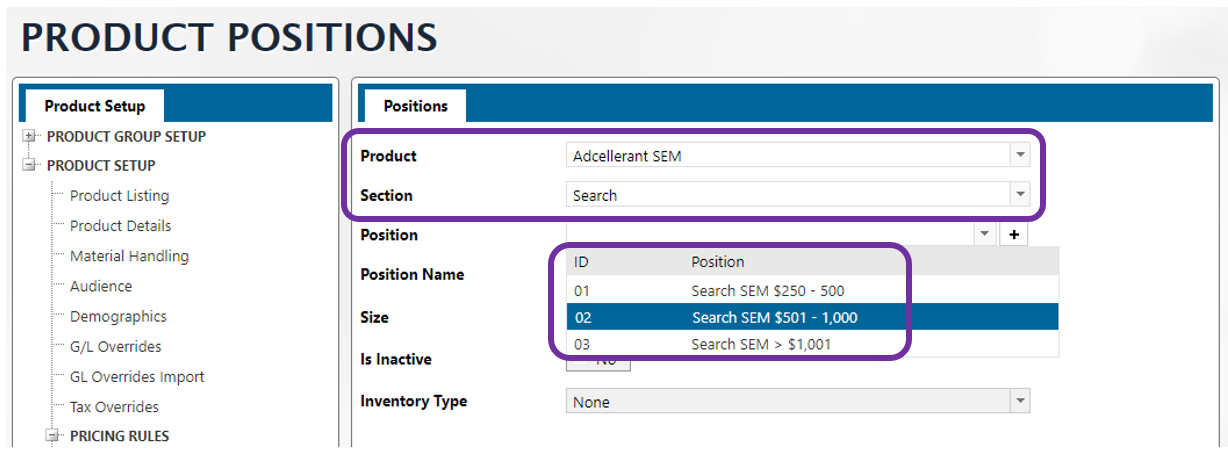 PRODUCT POSITIONS
Product Setup
PRODUCT GROUP SETUP
PRODUCT SETUP
Product Listing
Product Details
Material Handling
Audience
Demographics
G/L Overrides
GL Overrides Import
Tax Overrides
PRICING RULES
Positions
Product Adcellerant SEM
Section Search
Position +
ID Position
01 Search SEM $250 - 500
02 Search SEM $501 - 1,000
03 Search SEM > $1,001
Position Name
Size
Is Inactive No
Inventory Type None